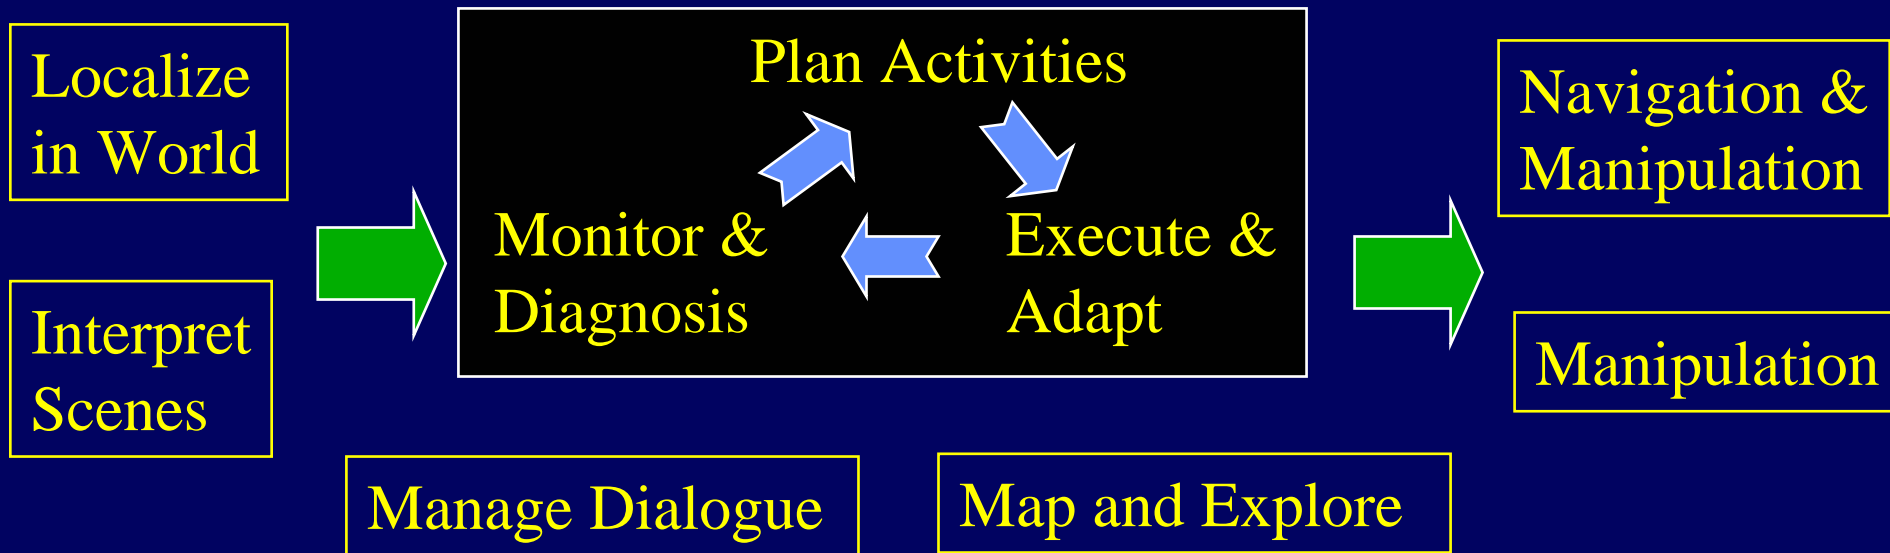 Localize
in World
Interpret
Scenes
Plan Activities
Monitor &
Diagnosis
Execute &
Adapt
Navigation &
Manipulation
Manipulation
Manage Dialogue
Map and Explore